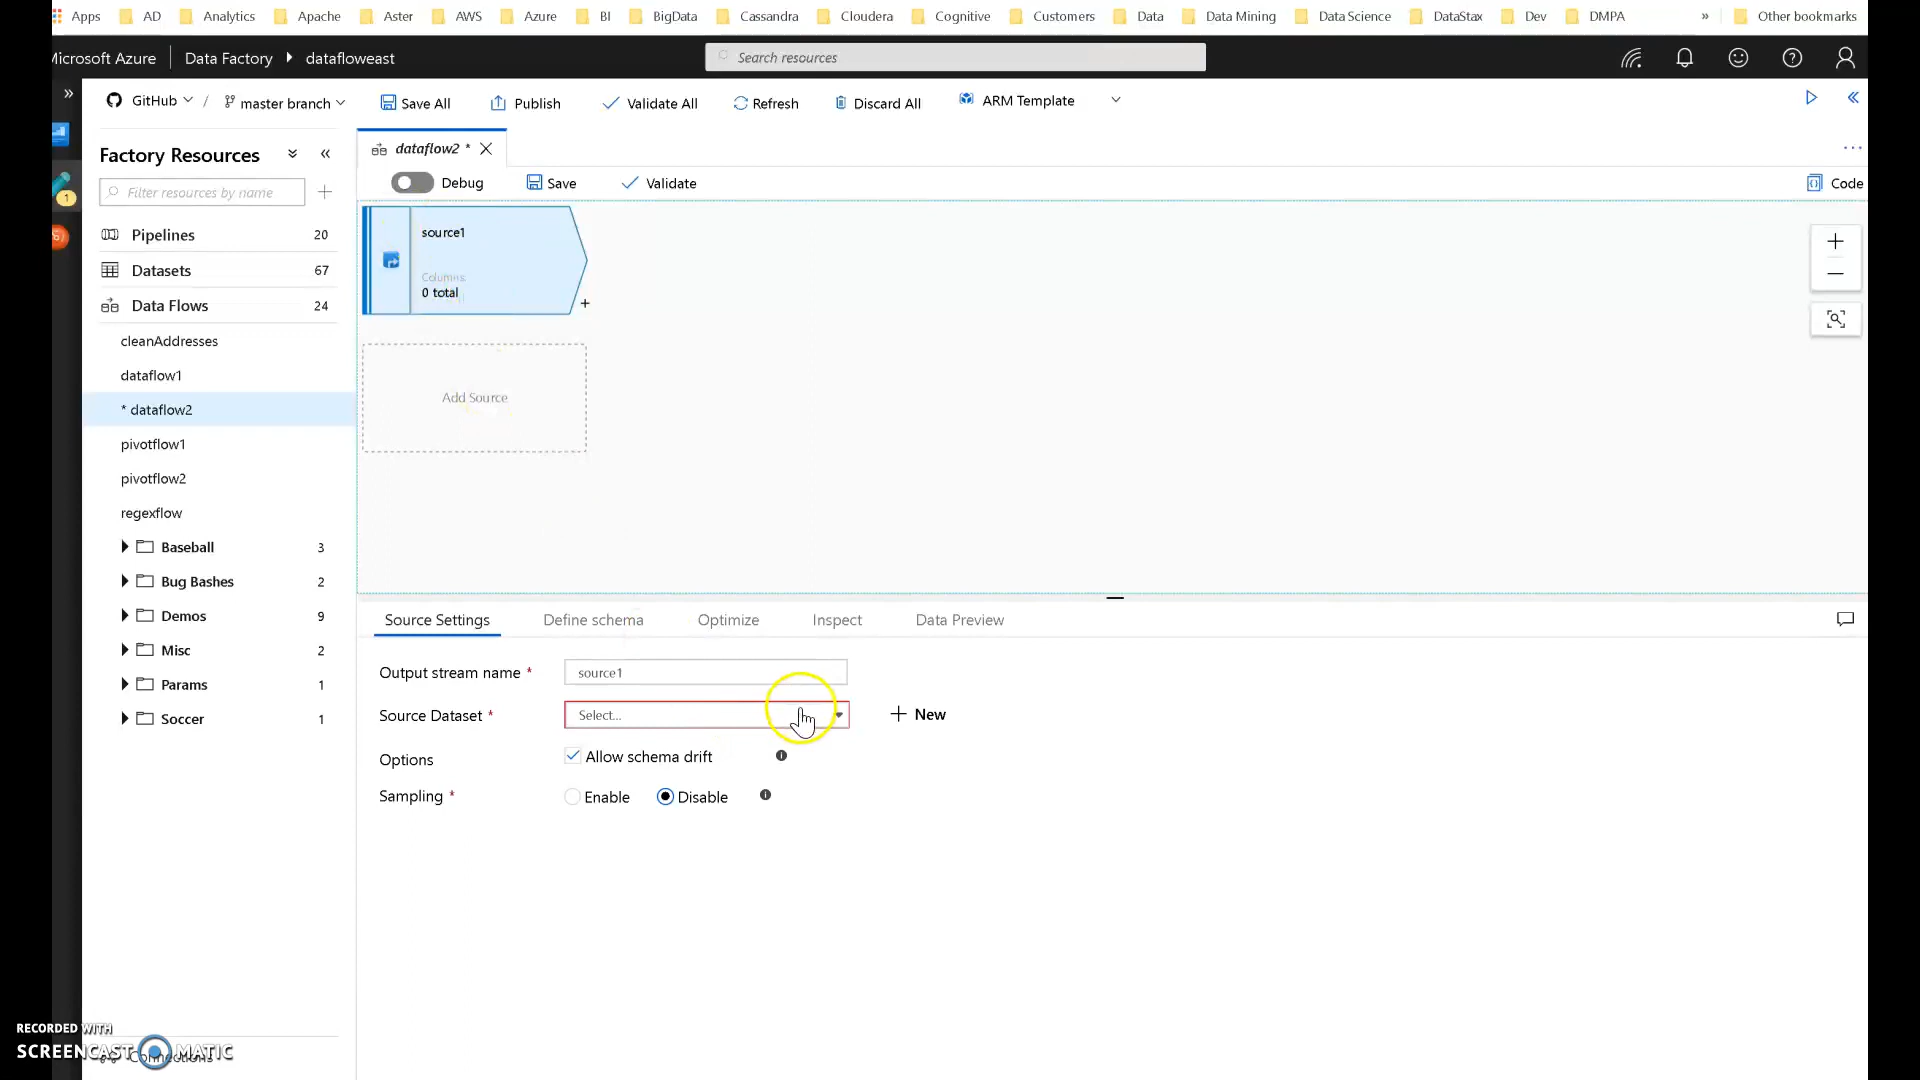 Apps AD Analytics Apache Aster AWS Azure BI BigData Cassandra Cloudera Cognitive Customers Data Data Mining Data Science DataStax Dev DMPA » Other bookmarks
Microsoft Azure Data Factory datafloweast Search resources
» GitHub / master branch Save All Publish Validate All Refresh Discard All ARM Template «
Factory Resources «
dataflow2 * ...
Filter resources by name
Debug Save Validate Code
1
Pipelines 20
Datasets 67
Data Flows 24
cleanAddresses
dataflow1
* dataflow2
pivotflow1
pivotflow2
regexflow
Baseball 3
Bug Bashes 2
Demos 9
Misc 2
Params 1
Soccer 1
source1
Columns:
0 total
+
Add Source
Source Settings Define schema Optimize Inspect Data Preview
Output stream name * source1
Source Dataset * Select... + New
Options Allow schema drift
Sampling * Enable Disable
Connections
RECORDED WITH
SCREENCAST MATIC